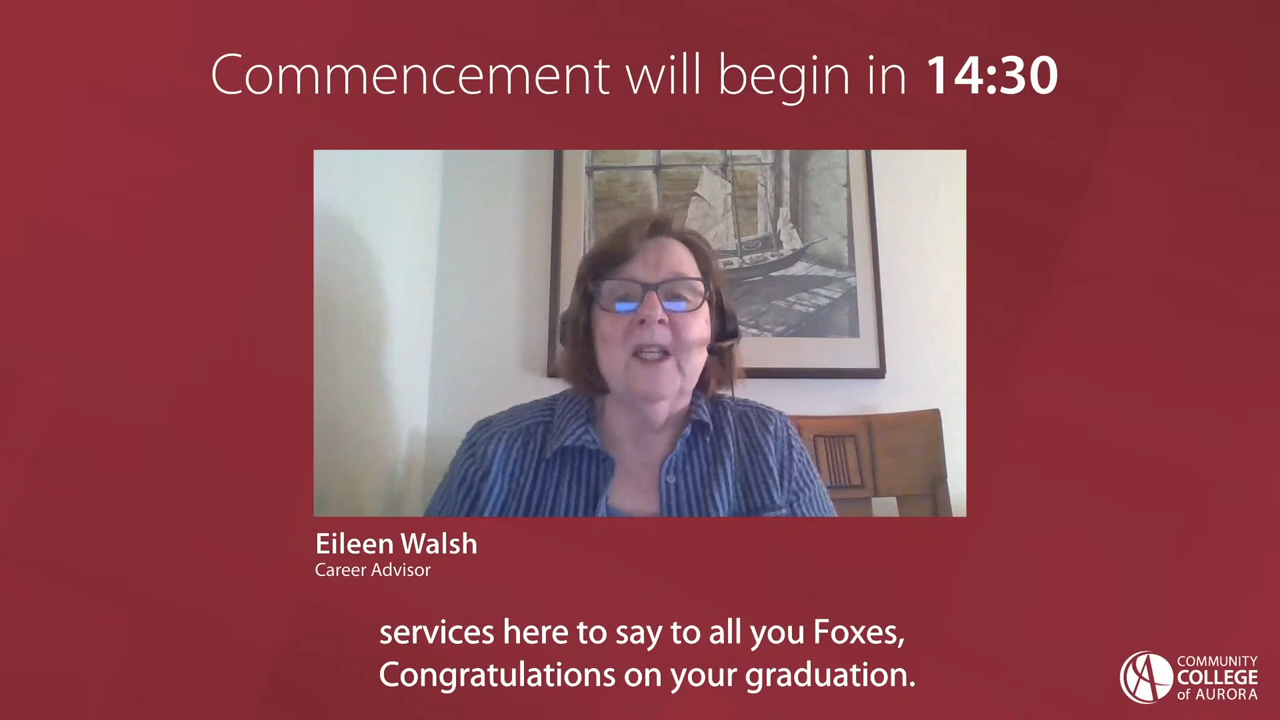 Commencement will begin in 14:30
Eileen Walsh
Career Advisor
services here to say to all you Foxes,
Congratulations on your graduation.
COMMUNITY
COLLEGE
of AURORA